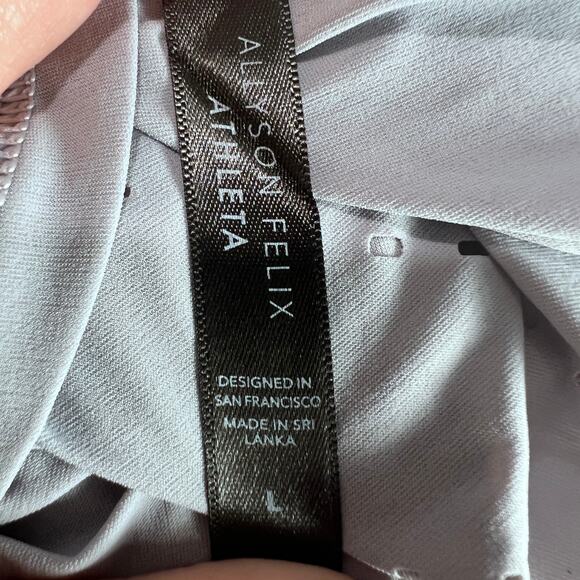 ALLYSON FELIX
ATHLETA
DESIGNED IN
SAN FRANCISCO
MADE IN SRI
LANKA
L